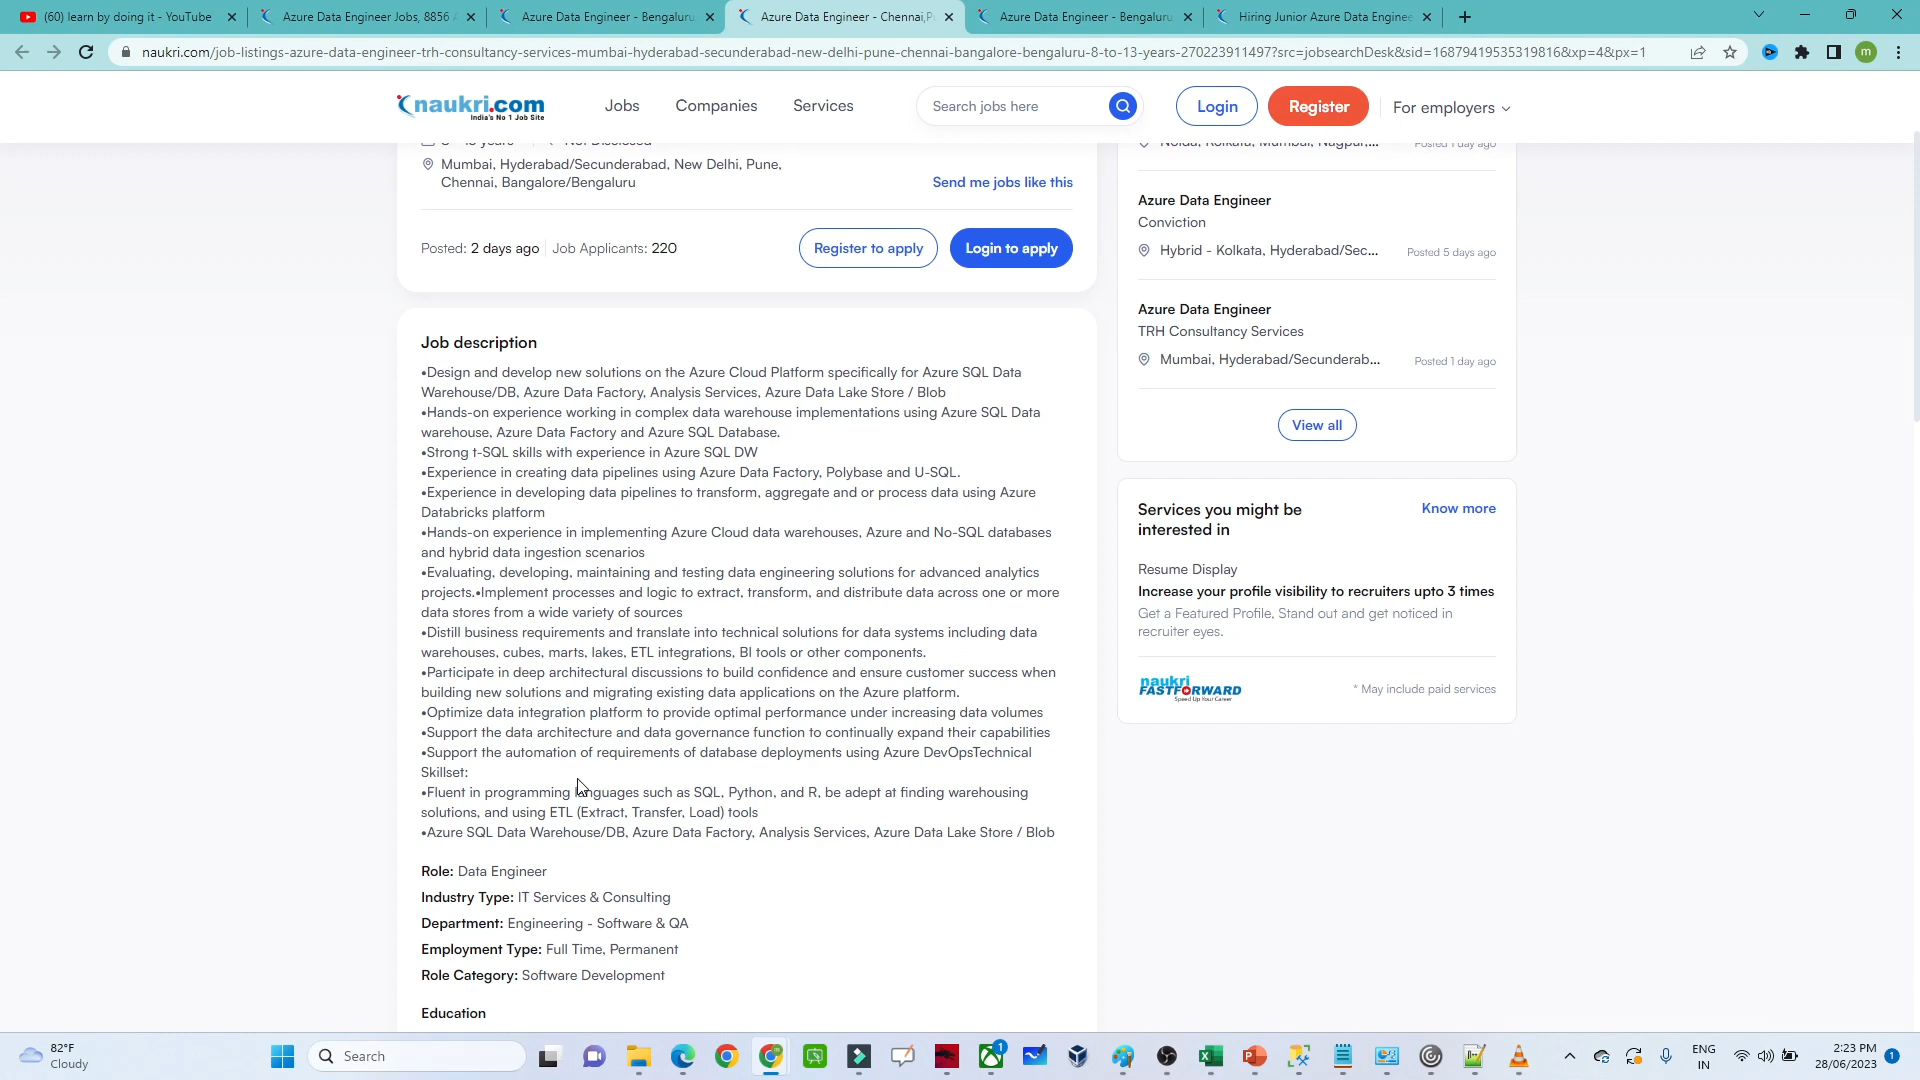 (60) learn by doing it - YouTube
Azure Data Engineer Jobs, 8856
Azure Data Engineer - Bengaluru
Azure Data Engineer - Chennai,P
Azure Data Engineer - Bengaluru
Hiring Junior Azure Data Enginee
naukri.com/job-listings-azure-data-engineer-trh-consultancy-services-mumbai-hyderabad-secunderabad-new-delhi-pune-chennai-bangalore-bengaluru-8-to-13-years-270223911497?src=jobsearchDesk&sid=16879419535319816&xp=4&px=1
m
naukri.com
India's No 1 Job Site
Jobs
Companies
Services
Search jobs here
Login
Register
For employers
Mumbai, Hyderabad/Secunderabad, New Delhi, Pune,
Chennai, Bangalore/Bengaluru
Send me jobs like this
Posted: 2 days ago
Job Applicants: 220
Register to apply
Login to apply
Job description
•Design and develop new solutions on the Azure Cloud Platform specifically for Azure SQL Data
Warehouse/DB, Azure Data Factory, Analysis Services, Azure Data Lake Store / Blob
•Hands-on experience working in complex data warehouse implementations using Azure SQL Data
warehouse, Azure Data Factory and Azure SQL Database.
•Strong t-SQL skills with experience in Azure SQL DW
•Experience in creating data pipelines using Azure Data Factory, Polybase and U-SQL.
•Experience in developing data pipelines to transform, aggregate and or process data using Azure
Databricks platform
•Hands-on experience in implementing Azure Cloud data warehouses, Azure and No-SQL databases
and hybrid data ingestion scenarios
•Evaluating, developing, maintaining and testing data engineering solutions for advanced analytics
projects.•Implement processes and logic to extract, transform, and distribute data across one or more
data stores from a wide variety of sources
•Distill business requirements and translate into technical solutions for data systems including data
warehouses, cubes, marts, lakes, ETL integrations, BI tools or other components.
•Participate in deep architectural discussions to build confidence and ensure customer success when
building new solutions and migrating existing data applications on the Azure platform.
•Optimize data integration platform to provide optimal performance under increasing data volumes
•Support the data architecture and data governance function to continually expand their capabilities
•Support the automation of requirements of database deployments using Azure DevOpsTechnical
Skillset:
•Fluent in programming languages such as SQL, Python, and R, be adept at finding warehousing
solutions, and using ETL (Extract, Transfer, Load) tools
•Azure SQL Data Warehouse/DB, Azure Data Factory, Analysis Services, Azure Data Lake Store / Blob
Role: Data Engineer
Industry Type: IT Services & Consulting
Department: Engineering - Software & QA
Employment Type: Full Time, Permanent
Role Category: Software Development
Education
Noida, Kolkata, Mumbai, Nagpur,...
Posted 1 day ago
Azure Data Engineer
Conviction
Hybrid - Kolkata, Hyderabad/Sec...
Posted 5 days ago
Azure Data Engineer
TRH Consultancy Services
Mumbai, Hyderabad/Secunderab...
Posted 1 day ago
View all
Services you might be
interested in
Know more
Resume Display
Increase your profile visibility to recruiters upto 3 times
Get a Featured Profile, Stand out and get noticed in
recruiter eyes.
naukri
FASTFORWARD
Speed Up Your Career
* May include paid services
82°F
Cloudy
Search
1
ENG
IN
2:23 PM
28/06/2023
1